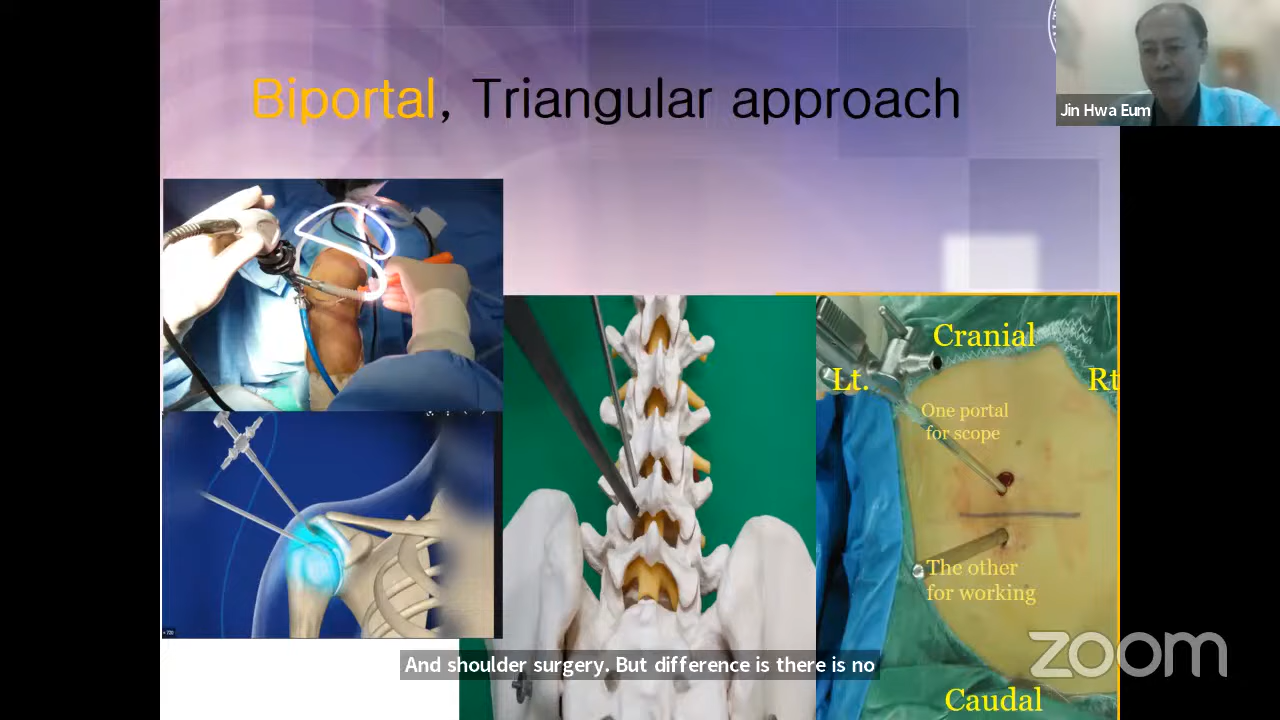 Biportal, Triangular approach
Jin Hwa Eum
Cranial
Lt.
Rt
One portal
for scope
The other
for working
And shoulder surgery. But difference is there is no
zoom
Caudal